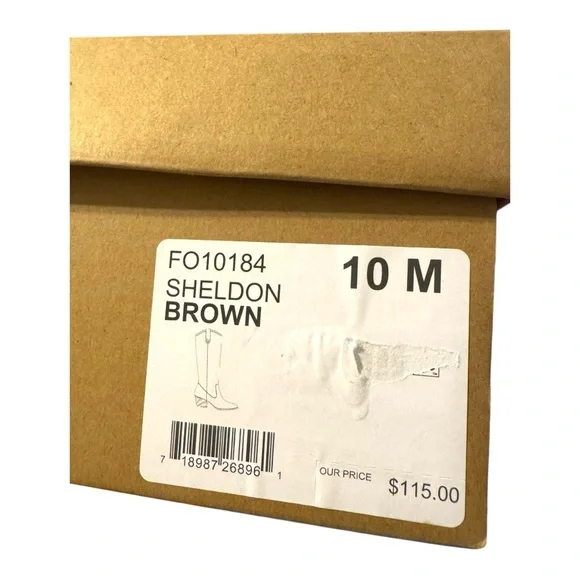 FO10184
10 M
SHELDON
BROWN
7 18987 26896 1
OUR PRICE
$115.00